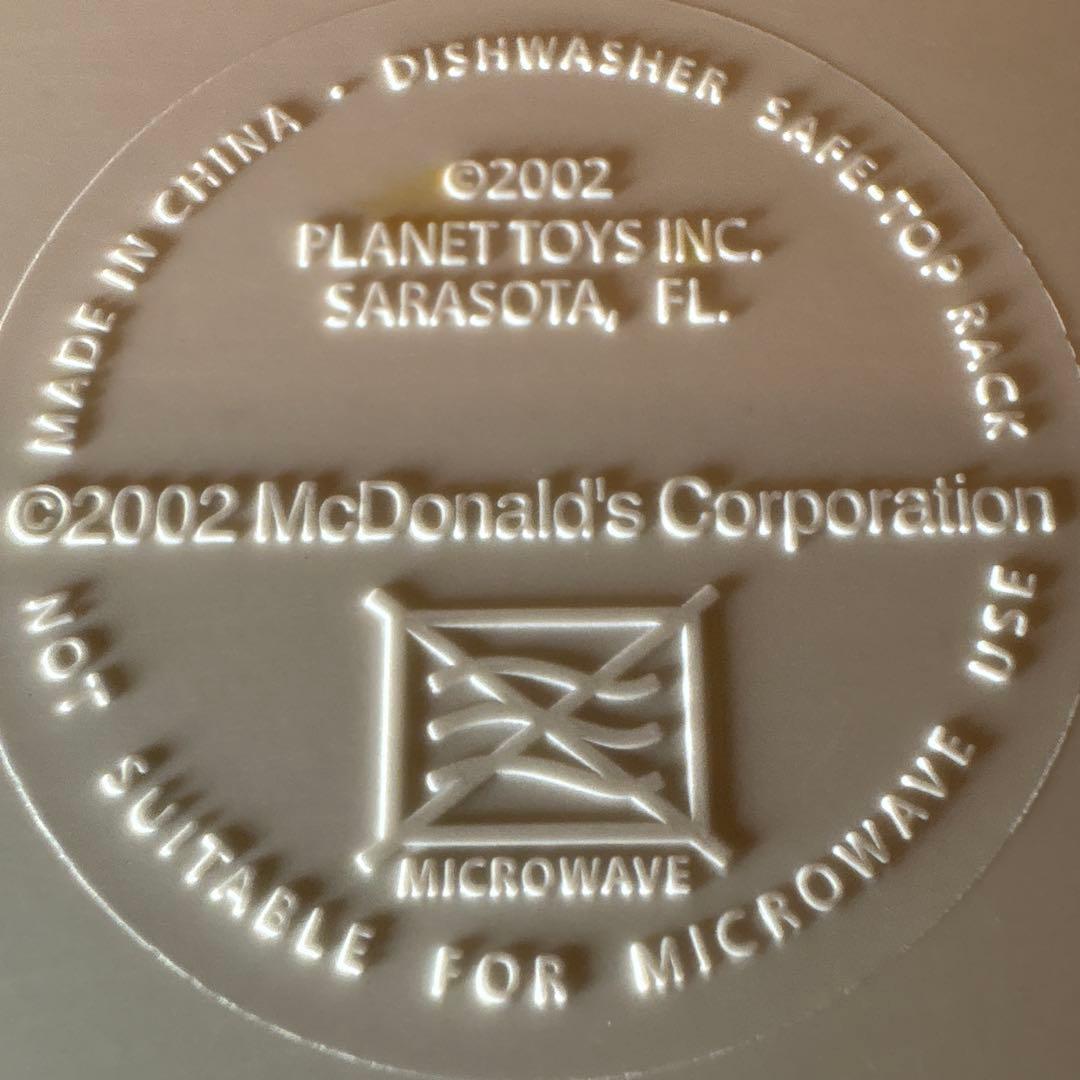 MADE IN CHINA · DISHWASHER SAFE-TOP RACK
©2002
PLANET TOYS INC.
SARASOTA, FL.
©2002 McDonald's Corporation
MICROWAVE
NOT SUITABLE FOR MICROWAVE USE